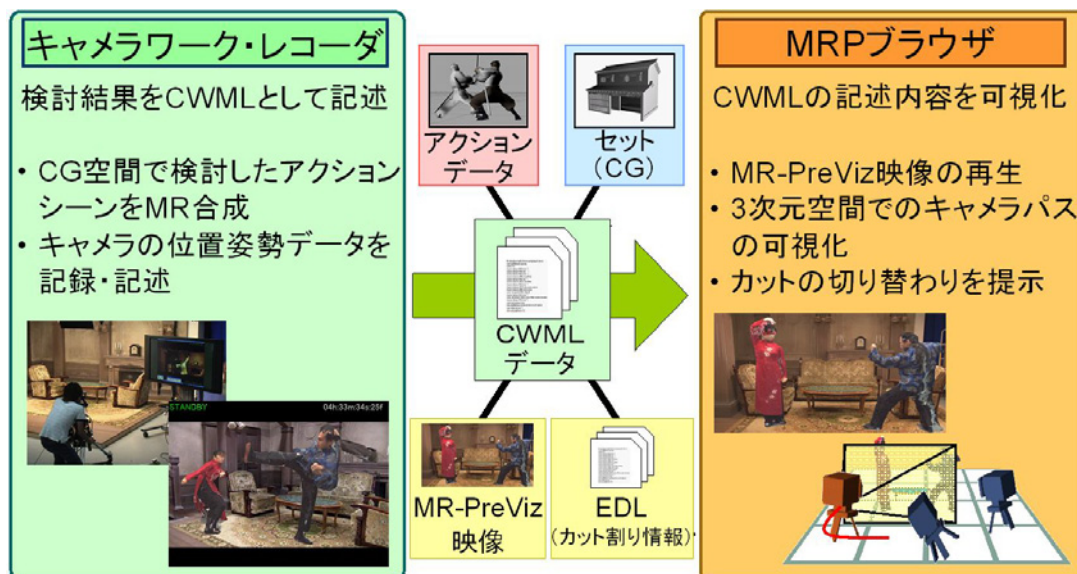 キャメラワーク・レコーダ
検討結果をCWMLとして記述
・CG空間で検討したアクション
シーンをMR合成
・キャメラの位置姿勢データを
記録・記述
STANDBY
04h:33m:34s:25f
アクション
データ
セット
(CG)
CWML
データ
MR-PreViz
映像
EDL
(カット割り情報)
MRPブラウザ
CWMLの記述内容を可視化
・MR-PreViz映像の再生
・3次元空間でのキャメラパス
の可視化
・カットの切り替わりを提示